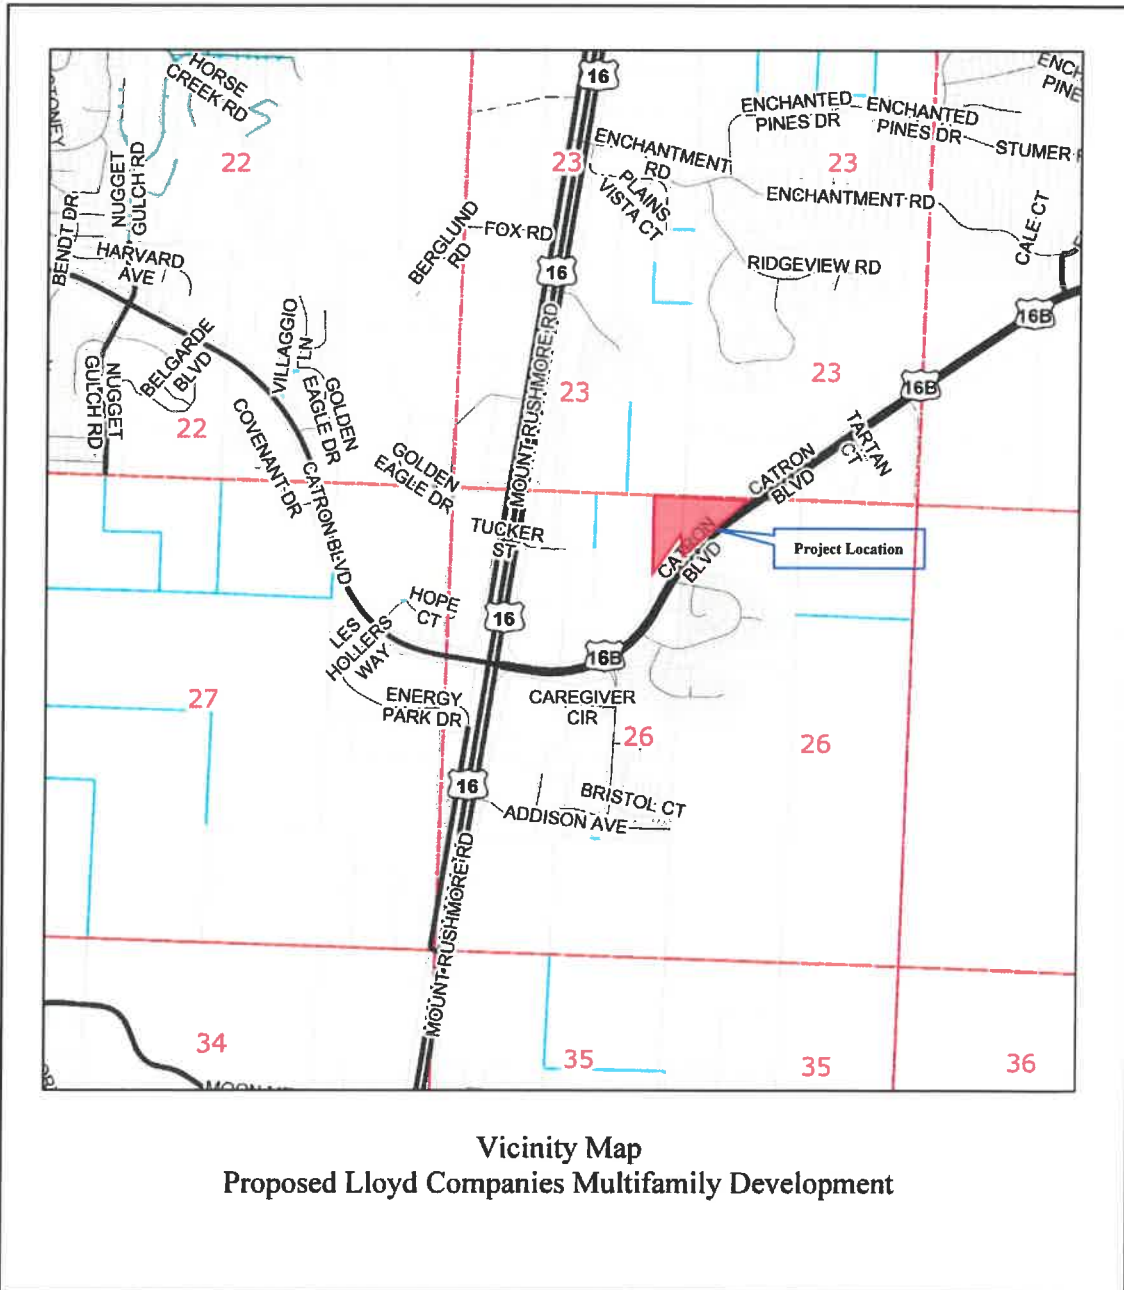 HORSE
CREEK RD
16
ENCHANTED
PINES DR
ENCHANTED
PINES DR
STUMER
NUGGET
GULCH RD
22
23
ENCHANTMENT
RD
PLAINS
VISTA CT
23
ENCHANTMENT RD
BENDT DR
HARVARD
AVE
BERGLUND
RD
FOX RD
16
CALE CT
RIDGEVIEW RD
16B
BELGARDE
BLVD
VILLAGGIO
LN
GOLDEN
EAGLE DR
NUGGET
GULCH RD
22
COVENANT DR
CATRON BLVD
MOUNT RUSHMORE RD
23
23
16B
TARTAN
CT
CATRON
BLVD
GOLDEN
EAGLE DR
TUCKER
ST
CATRON
BLVD
Project Location
HOPE
CT
LES
HOLLERS
WAY
16
16B
27
ENERGY
PARK DR
CAREGIVER
CIR
26
26
16
BRISTOL CT
ADDISON AVE
MOUNT RUSHMORE RD
34
35
35
36
Vicinity Map
Proposed Lloyd Companies Multifamily Development